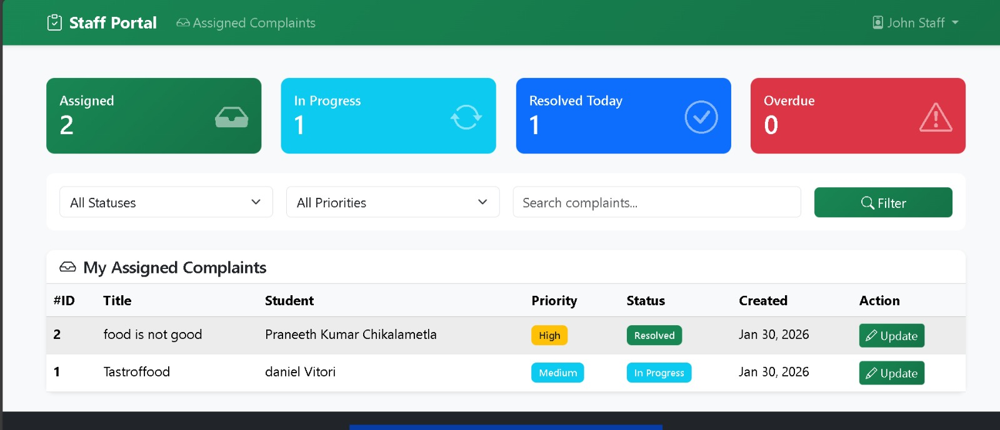 Staff Portal Assigned Complaints John Staff
Assigned
2
In Progress
1
Resolved Today
1
Overdue
0
All Statuses All Priorities Search complaints... Filter
My Assigned Complaints
#ID Title Student Priority Status Created Action
2 food is not good Praneeth Kumar Chikalametla High Resolved Jan 30, 2026 Update
1 Tastroffood daniel Vitori Medium In Progress Jan 30, 2026 Update